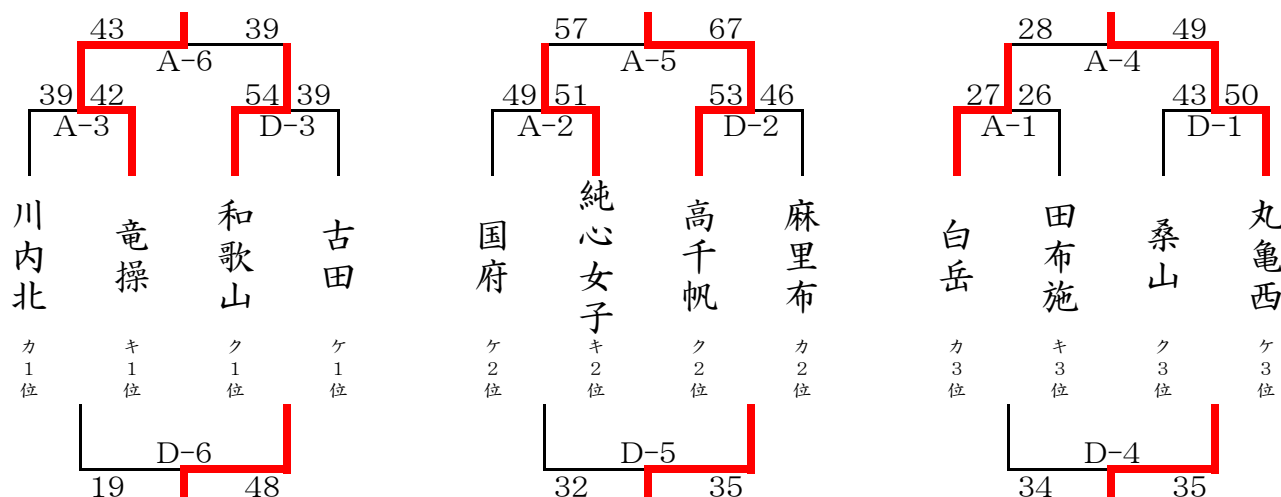 43 39 57 67 28 49
A-6 A-5 A-4
39 42 54 39 49 51 53 46 27 26 43 50
A-3 D-3 A-2 D-2 A-1 D-1
川内北
竜操
和歌山
古田
国府
純心女子
高千帆
麻里布
白岳
田布施
桑山
丸亀西
カ1位
キ1位
ク1位
ケ1位
ケ2位
キ2位
ク2位
カ2位
カ3位
キ3位
ク3位
ケ3位
D-6 D-5 D-4
19 48 32 35 34 35